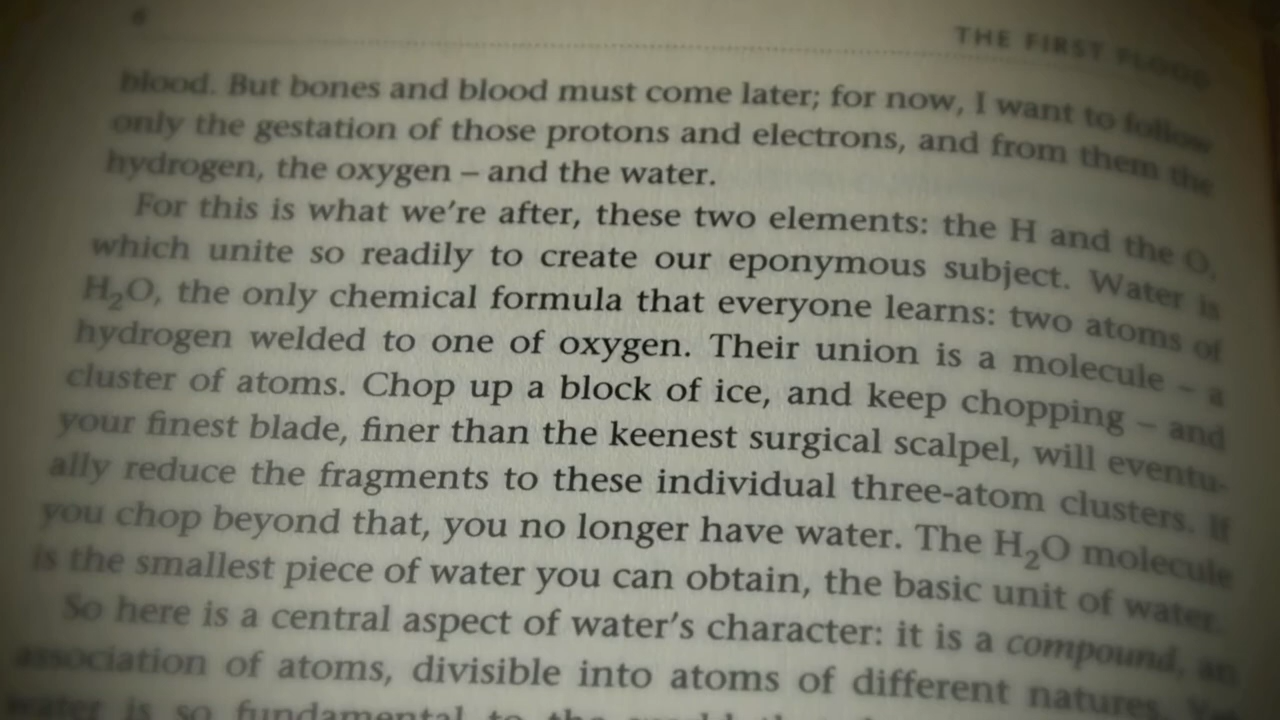 THE FIRST FLOOD
blood. But bones and blood must come later; for now, I want to follow
only the gestation of those protons and electrons, and from them the
hydrogen, the oxygen – and the water.
For this is what we're after, these two elements: the H and the O,
which unite so readily to create our eponymous subject. Water is
H₂O, the only chemical formula that everyone learns: two atoms of
hydrogen welded to one of oxygen. Their union is a molecule – a
cluster of atoms. Chop up a block of ice, and keep chopping – and
your finest blade, finer than the keenest surgical scalpel, will eventu-
ally reduce the fragments to these individual three-atom clusters. If
you chop beyond that, you no longer have water. The H₂O molecule
is the smallest piece of water you can obtain, the basic unit of water.
So here is a central aspect of water's character: it is a compound, an
association of atoms, divisible into atoms of different natures. Yet
water is so fundamental to the world